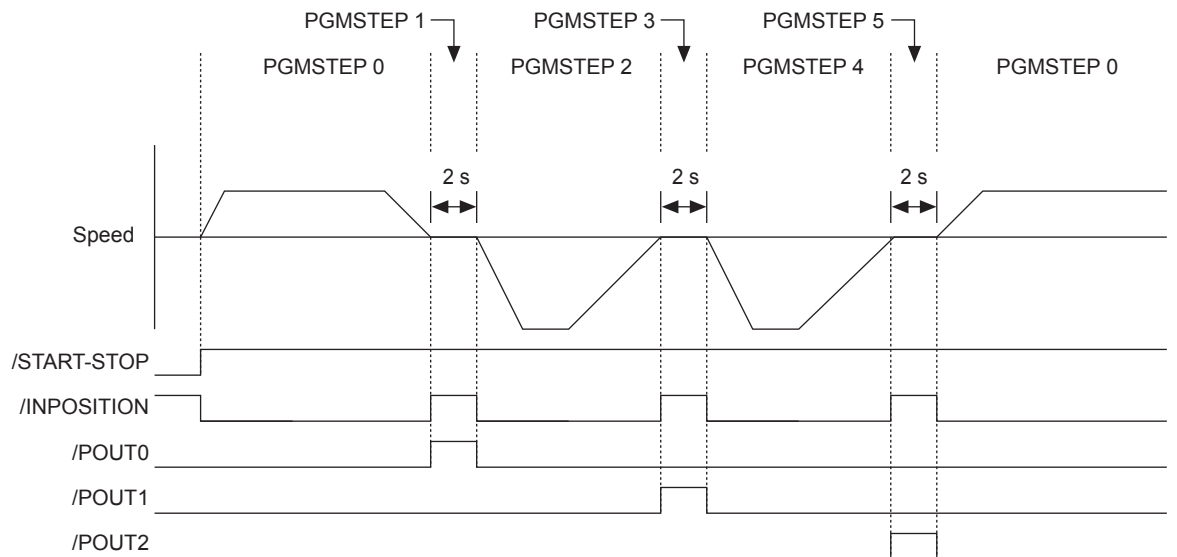 PGMSTEP 1 PGMSTEP 3 PGMSTEP 5
PGMSTEP 0 PGMSTEP 2 PGMSTEP 4 PGMSTEP 0
2 s 2 s 2 s
Speed
/START-STOP
/INPOSITION
/POUT0
/POUT1
/POUT2